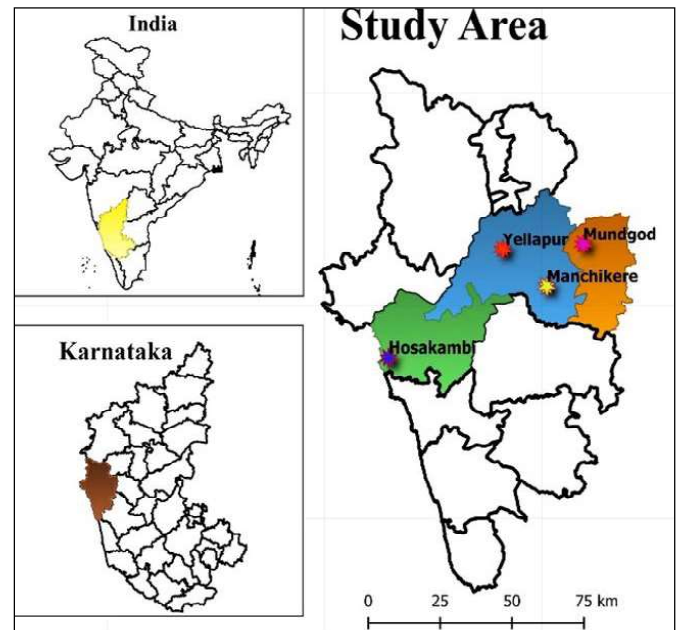 India
Study Area
Yellapur
Mundgod
Manchikere
Hosakambi
Karnataka
0 25 50 75 km